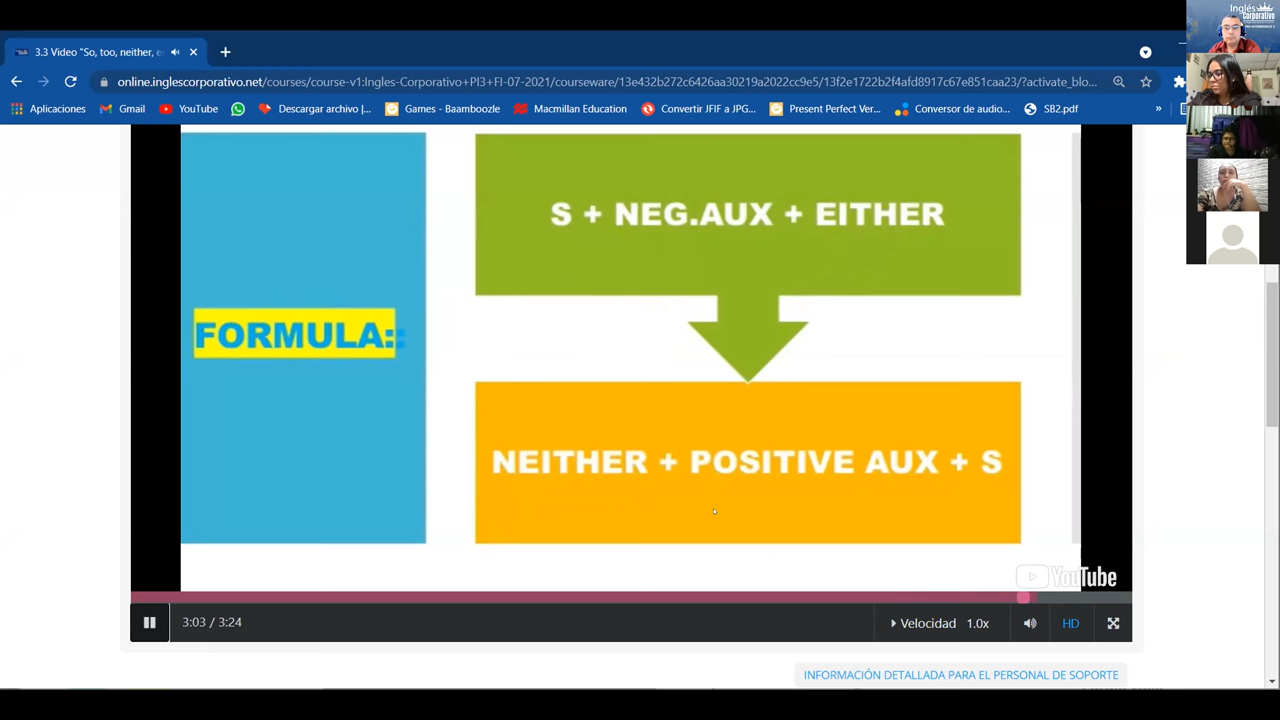 3.3 Video "So, too, neither, e
online.inglescorporativo.net/courses/course-v1:Ingles-Corporativo+PI3+FI-07-2021/courseware/13e432b272c6426aa30219a2022cc9e5/13f2e1722b2f4afd8917c67e851caa23/?activate_blo...
Aplicaciones
Gmail
YouTube
Descargar archivo |...
Games - Baamboozle
Macmillan Education
Convertir JFIF a JPG...
Present Perfect Ver...
Conversor de audio...
SB2.pdf
»
Inglés
Corporativo
S + NEG.AUX + EITHER
FORMULA::
NEITHER + POSITIVE AUX + S
YouTube
3:03 / 3:24
Velocidad 1.0x
HD
INFORMACIÓN DETALLADA PARA EL PERSONAL DE SOPORTE